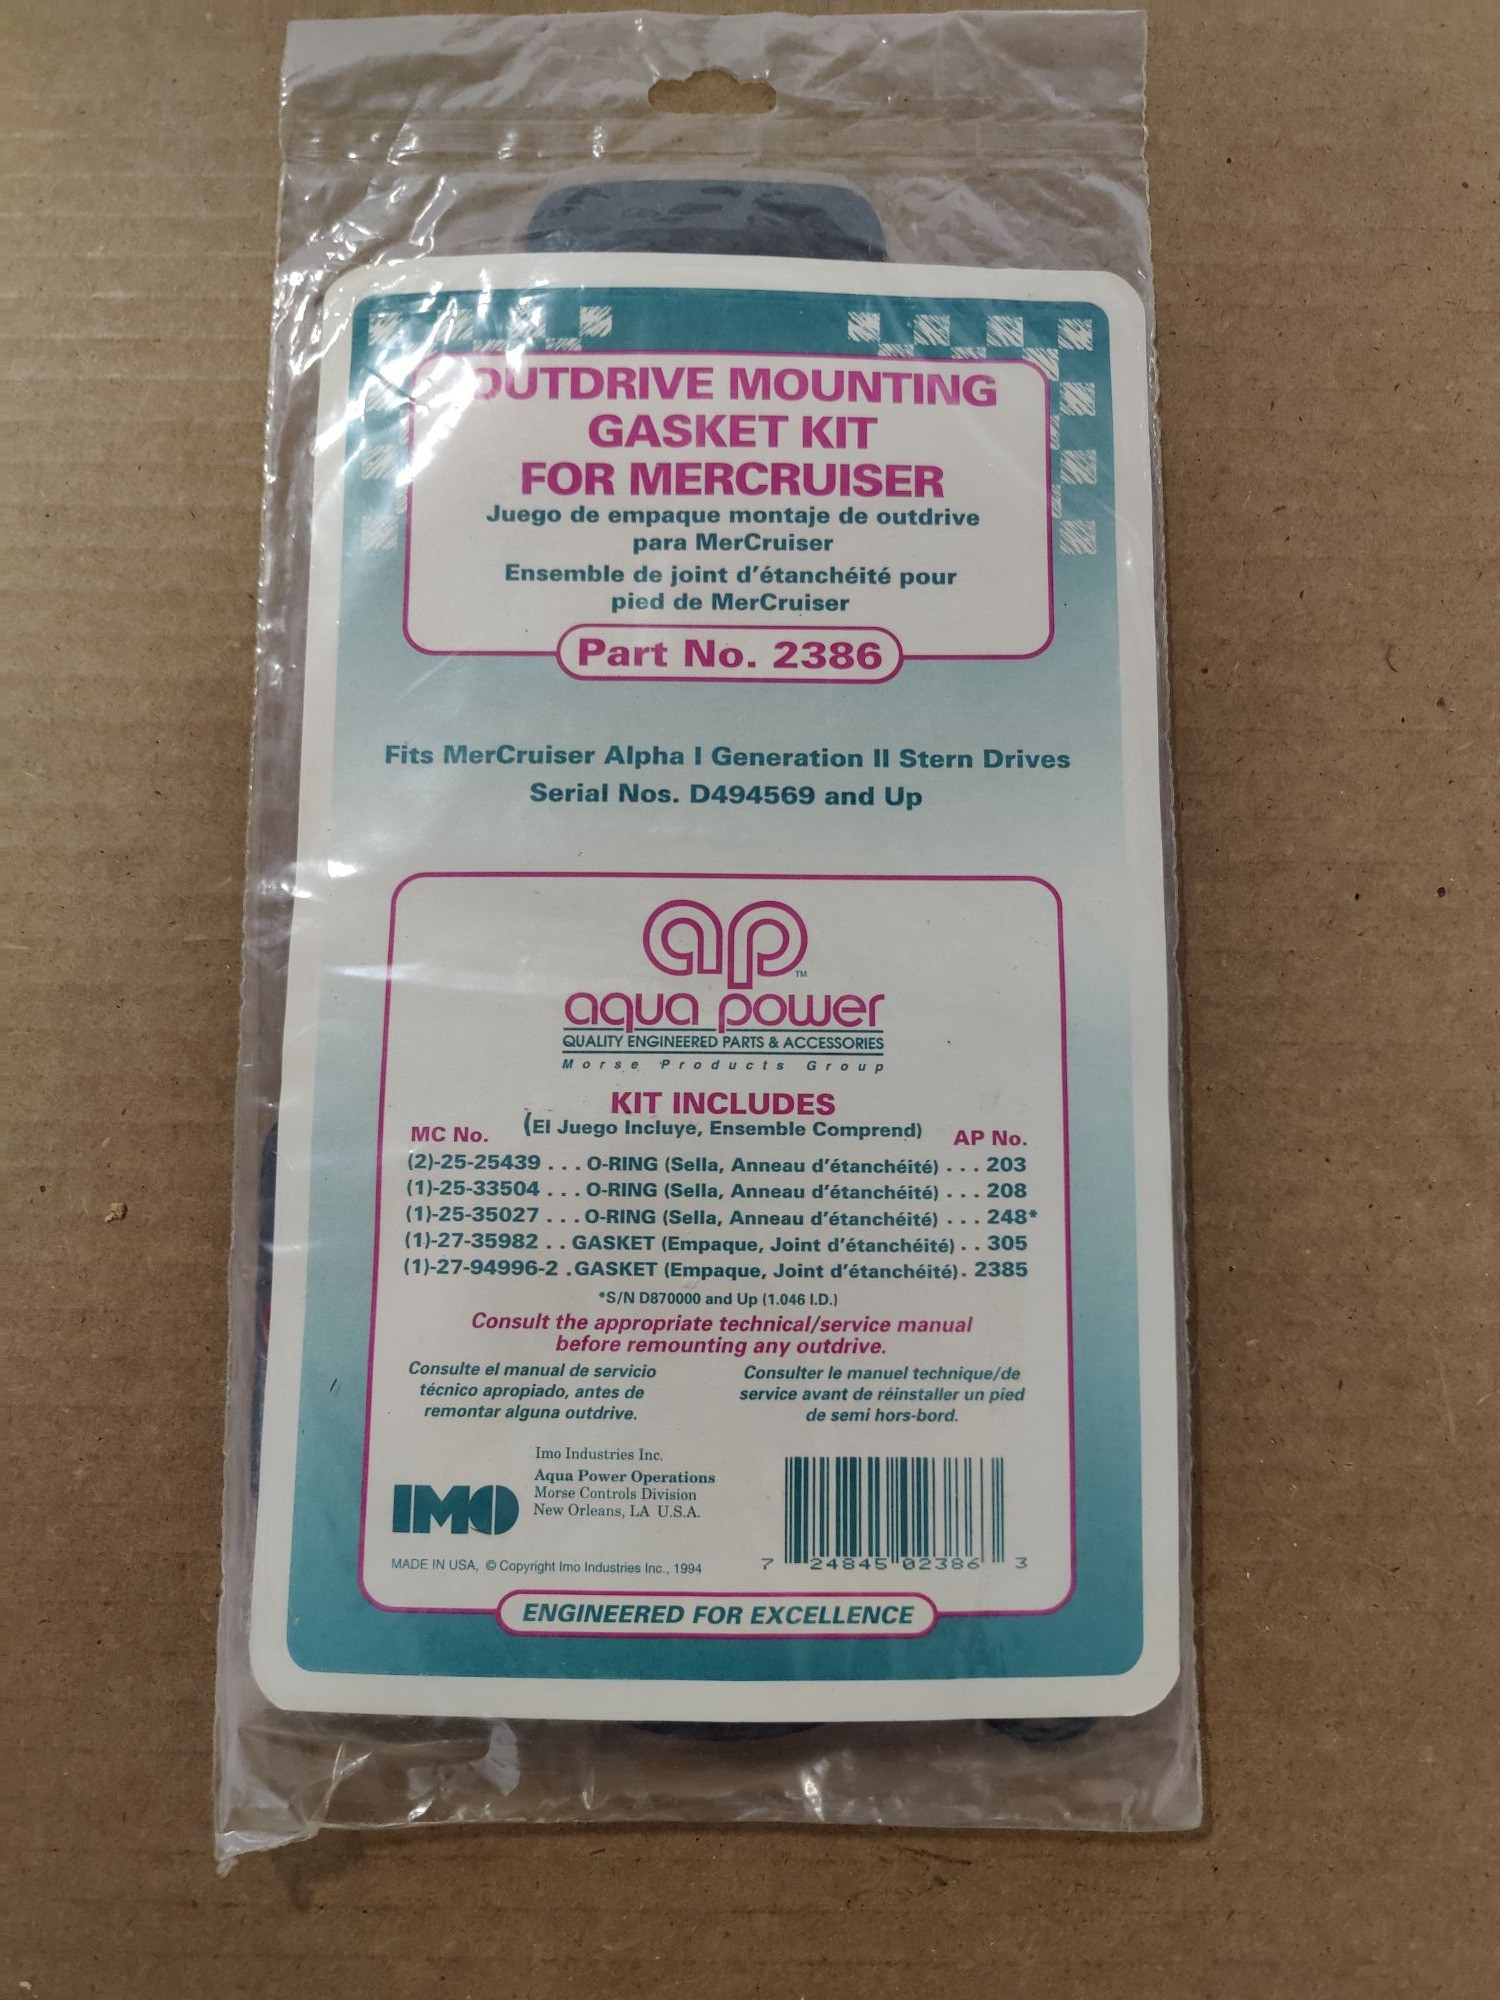 OUTDRIVE MOUNTING
GASKET KIT
FOR MERCRUISER
Juego de empaque montaje de outdrive
para MerCruiser
Ensemble de joint d'étanchéité pour
pied de MerCruiser
Part No. 2386
Fits MerCruiser Alpha I Generation II Stern Drives
Serial Nos. D494569 and Up
ap TM
aqua power
QUALITY ENGINEERED PARTS & ACCESSORIES
Morse Products Group
KIT INCLUDES
(El Juego Incluye, Ensemble Comprend)
MC No. AP No.
(2)-25-25439 . . . O-RING (Sella, Anneau d'étanchéité) . . . 203
(1)-25-33504 . . . O-RING (Sella, Anneau d'étanchéité) . . . 208
(1)-25-35027 . . . O-RING (Sella, Anneau d'étanchéité) . . . 248*
(1)-27-35982 . . GASKET (Empaque, Joint d'étanchéité) . . 305
(1)-27-94996-2 . GASKET (Empaque, Joint d'étanchéité) . 2385
*S/N D870000 and Up (1.046 I.D.)
Consult the appropriate technical/service manual
before remounting any outdrive.
Consulte el manual de servicio
técnico apropiado, antes de
remontar alguna outdrive.
Consulter le manuel technique/de
service avant de réinstaller un pied
de semi hors-bord.
IMO
Imo Industries Inc.
Aqua Power Operations
Morse Controls Division
New Orleans, LA U.S.A.
MADE IN USA, © Copyright Imo Industries Inc., 1994
7 24845 02386 3
ENGINEERED FOR EXCELLENCE